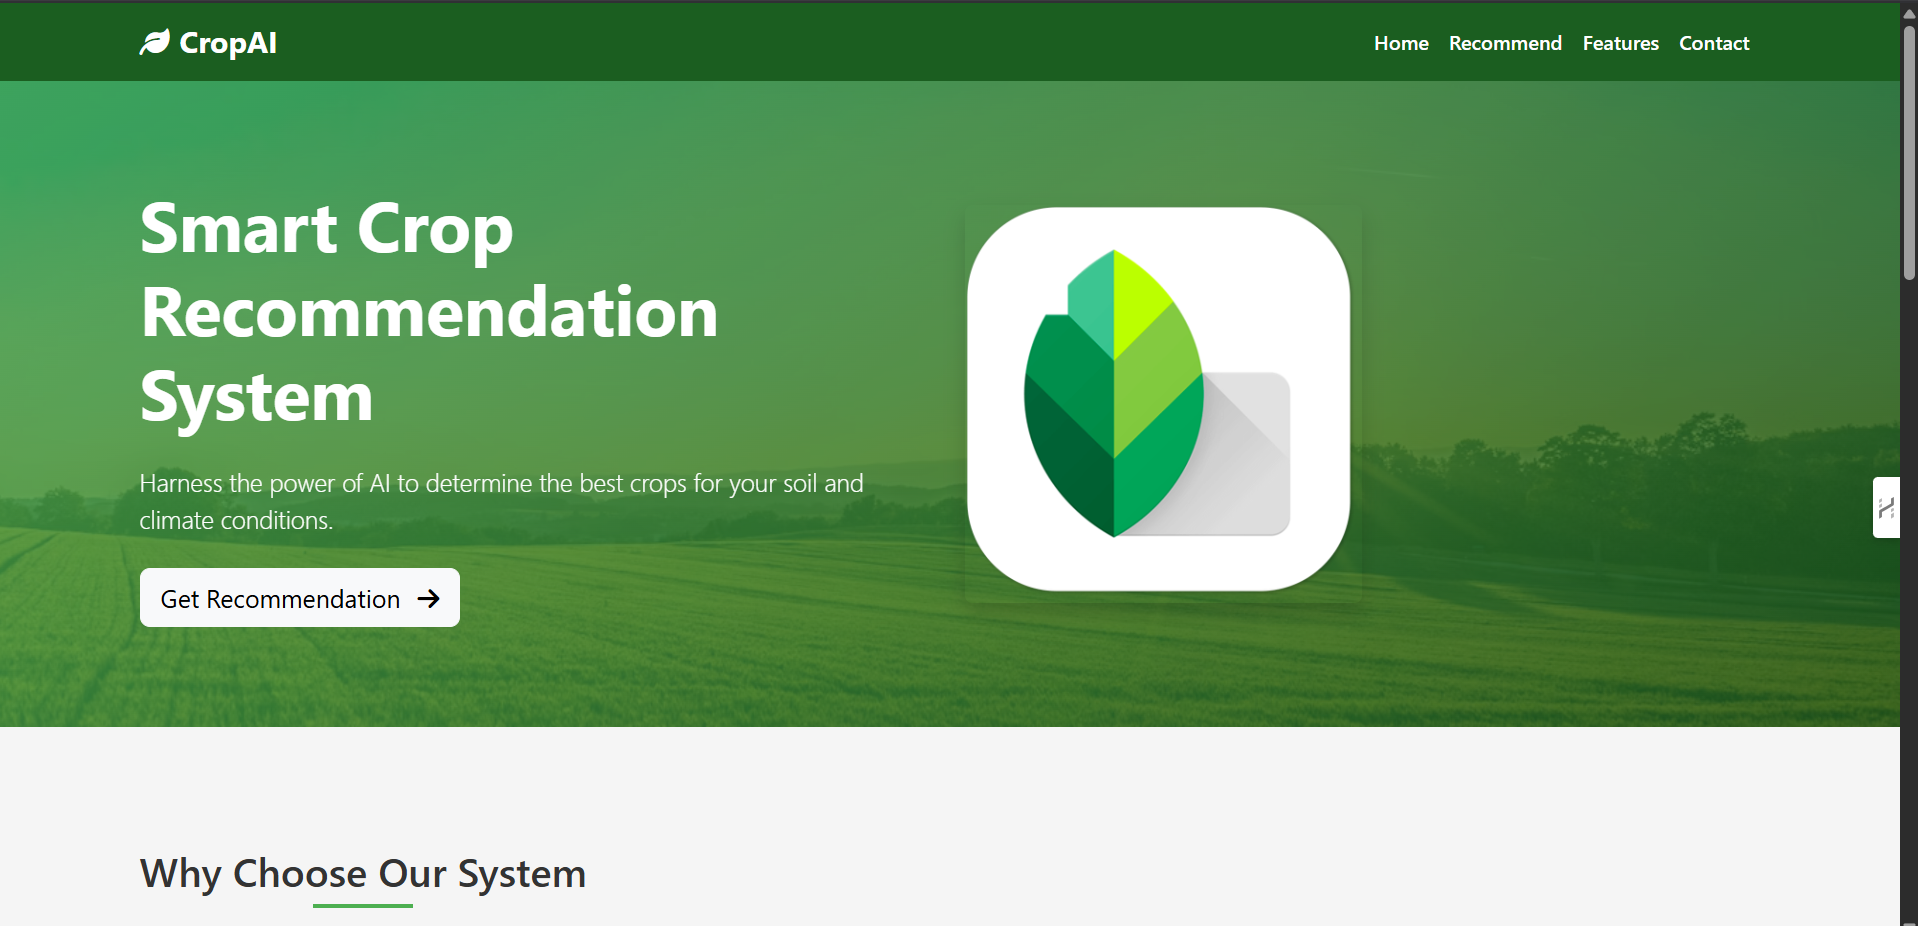 CropAI
Home Recommend Features Contact
Smart Crop
Recommendation
System
Harness the power of AI to determine the best crops for your soil and
climate conditions.
Get Recommendation
Why Choose Our System